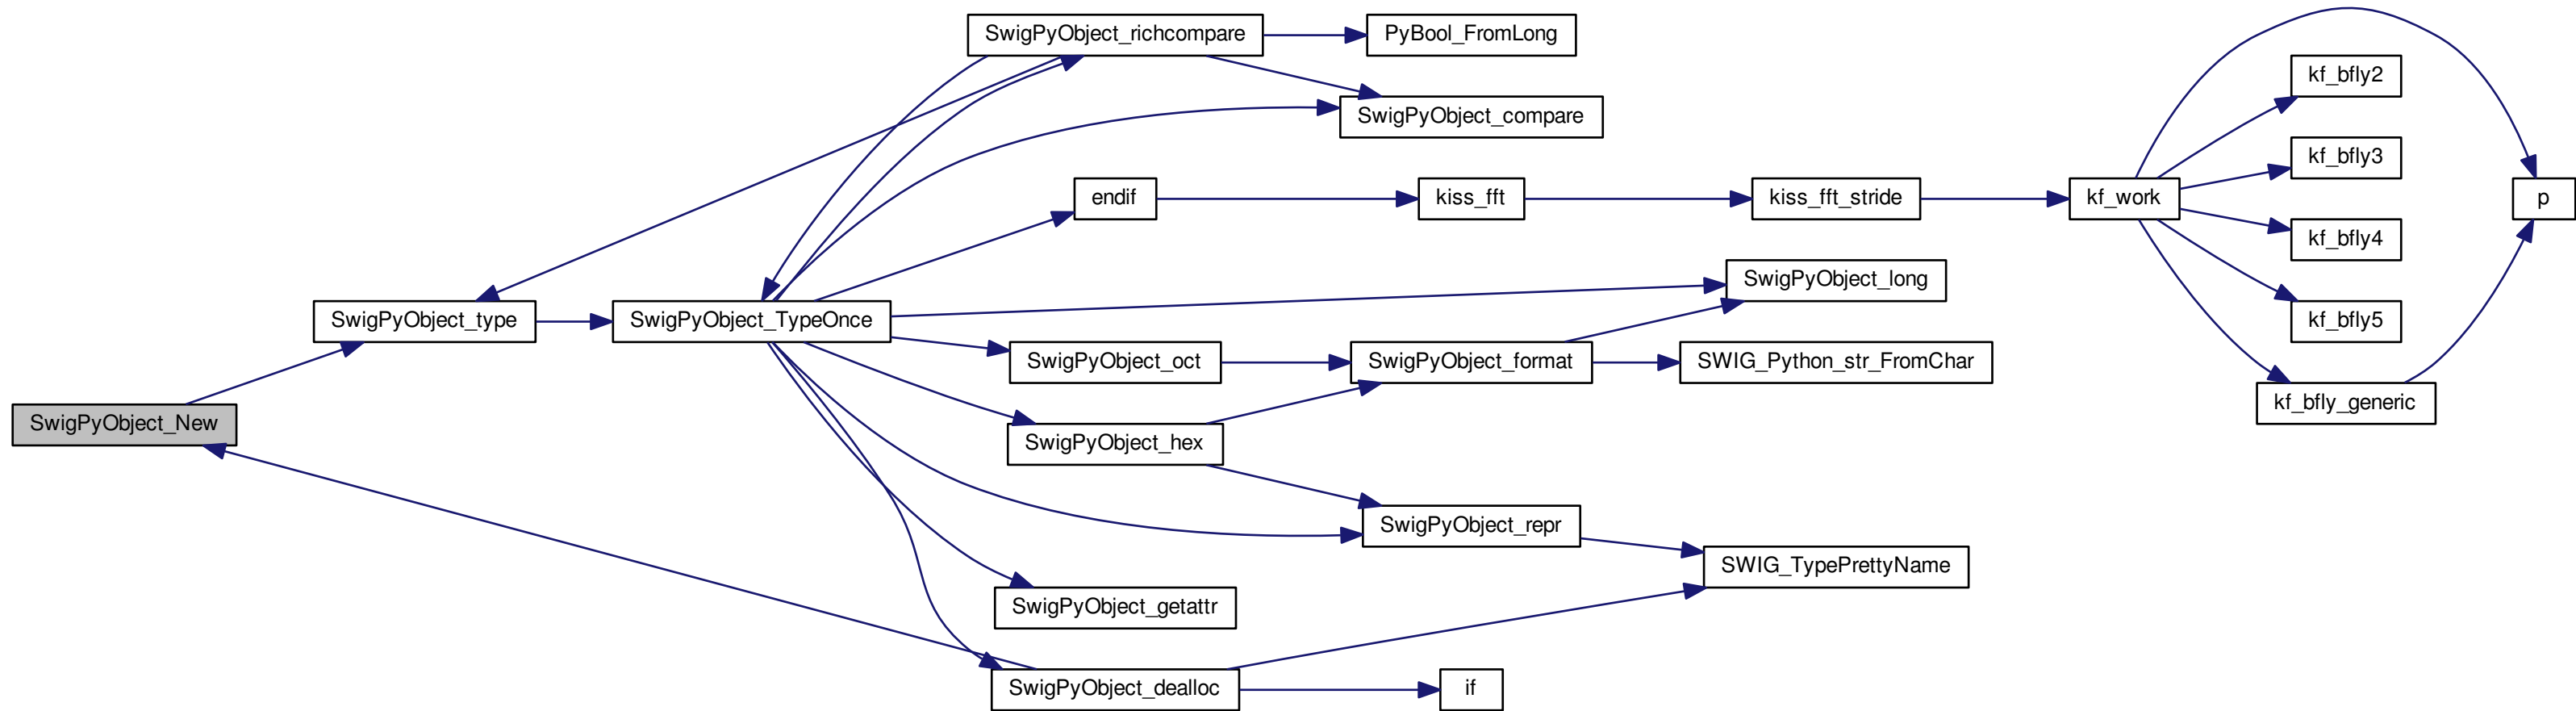 SwigPyObject_richcompare
PyBool_FromLong
SwigPyObject_compare
kf_bfly2
kf_bfly3
endif
kiss_fft
kiss_fft_stride
kf_work
p
kf_bfly4
SwigPyObject_long
SwigPyObject_type
SwigPyObject_TypeOnce
kf_bfly5
SwigPyObject_oct
SwigPyObject_format
SWIG_Python_str_FromChar
kf_bfly_generic
SwigPyObject_New
SwigPyObject_hex
SwigPyObject_repr
SWIG_TypePrettyName
SwigPyObject_getattr
SwigPyObject_dealloc
if